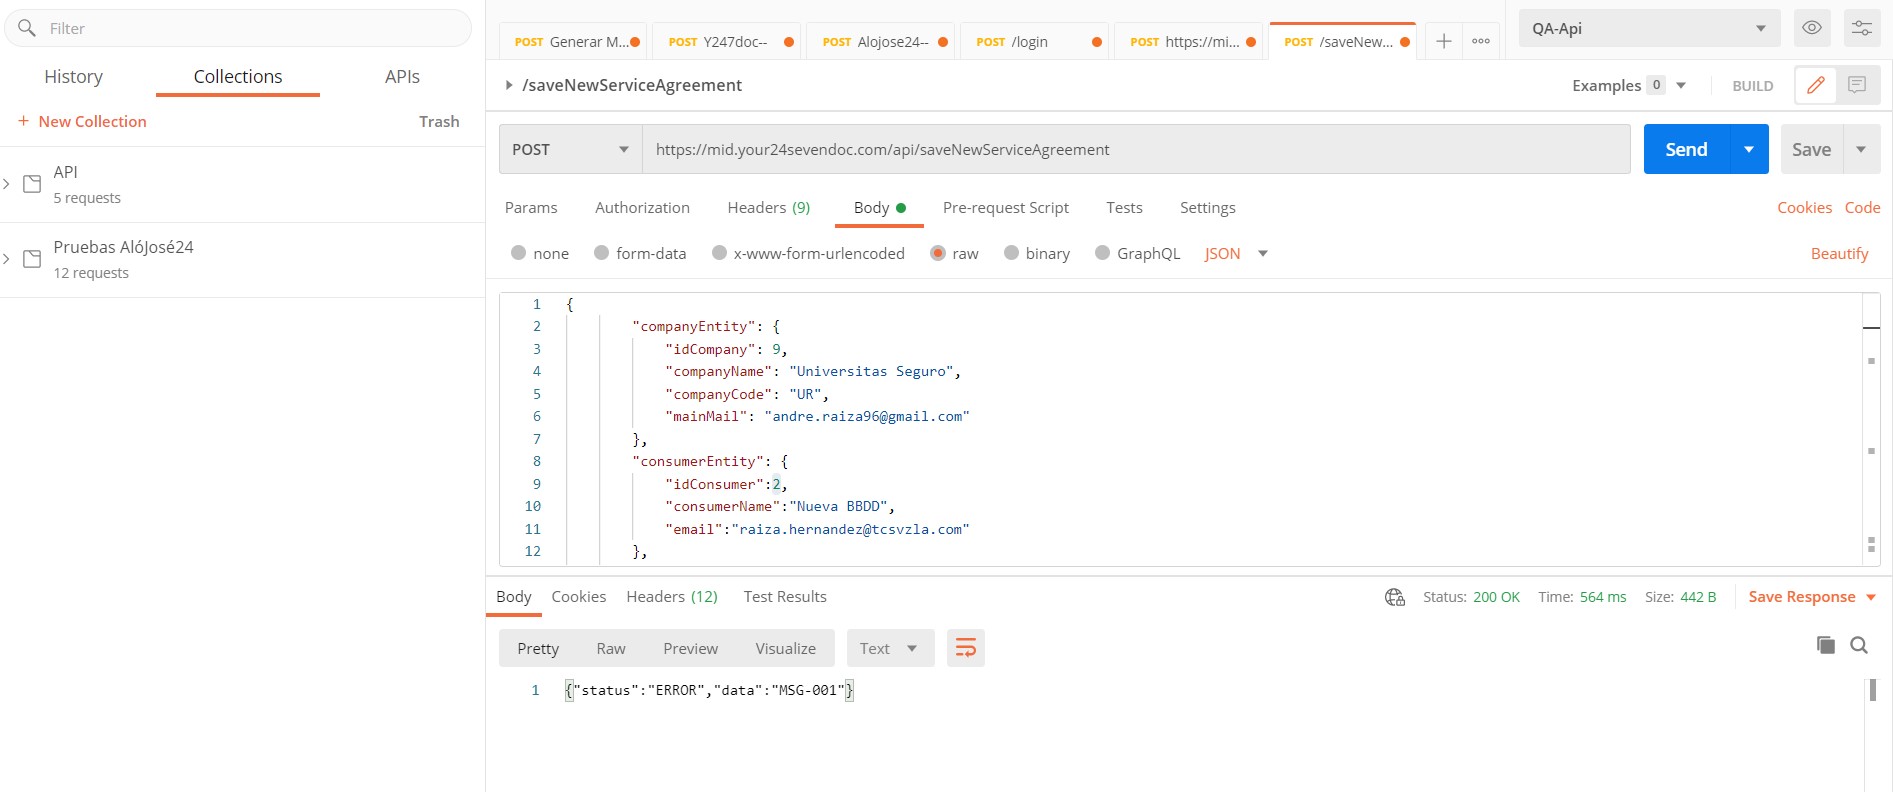 Filter
History
Collections
APIs
+ New Collection
Trash
API
5 requests
Pruebas AlóJosé24
12 requests
POST Generar M...
POST Y247doc--
POST Alojose24--
POST /login
POST https://mi...
POST /saveNew...
QA-Api
/saveNewServiceAgreement
Examples 0
BUILD
POST
https://mid.your24sevendoc.com/api/saveNewServiceAgreement
Send
Save
Params
Authorization
Headers (9)
Body
Pre-request Script
Tests
Settings
Cookies
Code
none
form-data
x-www-form-urlencoded
raw
binary
GraphQL
JSON
Beautify
1 {
2 "companyEntity": {
3 "idCompany": 9,
4 "companyName": "Universitas Seguro",
5 "companyCode": "UR",
6 "mainMail": "andre.raiza96@gmail.com"
7 },
8 "consumerEntity": {
9 "idConsumer":2,
10 "consumerName":"Nueva BBDD",
11 "email":"raiza.hernandez@tcsvzla.com"
12 },
Body
Cookies
Headers (12)
Test Results
Status: 200 OK
Time: 564 ms
Size: 442 B
Save Response
Pretty
Raw
Preview
Visualize
Text
1 {"status":"ERROR","data":"MSG-001"}